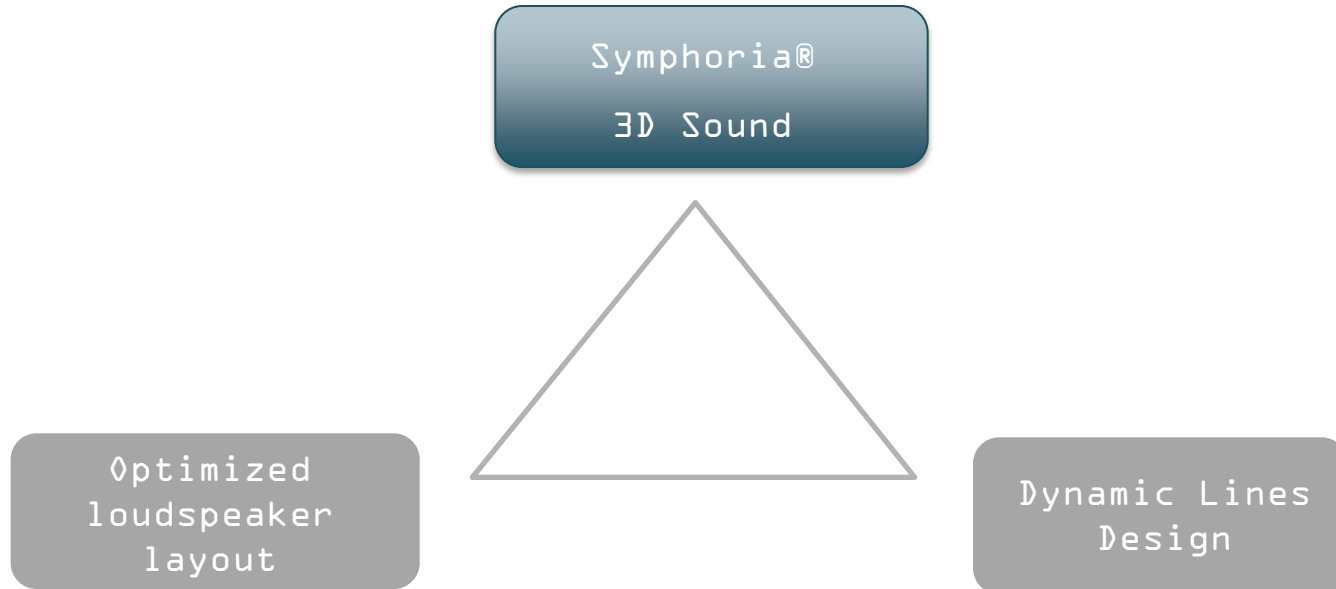 Symphoria®
3D Sound
Optimized
loudspeaker
layout
Dynamic Lines
Design